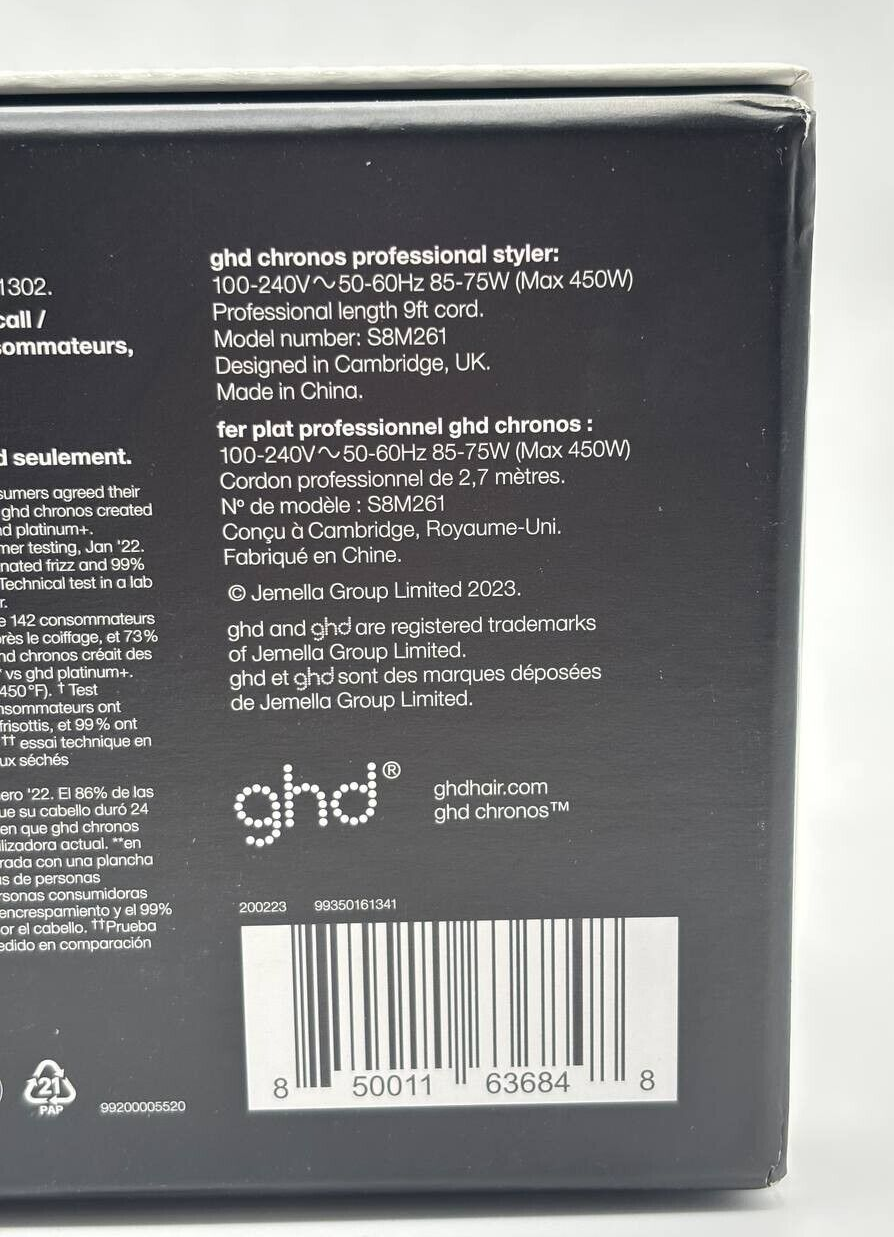 1302.
call /
sommateurs,
d seulement.
sumers agreed their
ghd chronos created
d platinum+.
mer testing, Jan '22.
nated frizz and 99%
Technical test in a lab
r.
e 142 consommateurs
rès le coiffage, et 73%
nd chronos créait des
* vs ghd platinum+.
450°F). † Test
nsommateurs ont
frisottis, et 99% ont
†† essai technique en
ux séchés
ero '22. El 86% de las
ue su cabello duró 24
en que ghd chronos
ilizadora actual. **en
rada con una plancha
s de personas
rsonas consumidoras
encrespamiento y el 99%
or el cabello. ††Prueba
edido en comparación
21
PAP
99200005520
ghd chronos professional styler:
100-240V~50-60Hz 85-75W (Max 450W)
Professional length 9ft cord.
Model number: S8M261
Designed in Cambridge, UK.
Made in China.
fer plat professionnel ghd chronos :
100-240V~50-60Hz 85-75W (Max 450W)
Cordon professionnel de 2,7 mètres.
Nº de modèle : S8M261
Conçu à Cambridge, Royaume-Uni.
Fabriqué en Chine.
© Jemella Group Limited 2023.
ghd and ghd are registered trademarks
of Jemella Group Limited.
ghd et ghd sont des marques déposées
de Jemella Group Limited.
ghd®
ghdhair.com
ghd chronos™
200223 99350161341
8 50011 63684 8